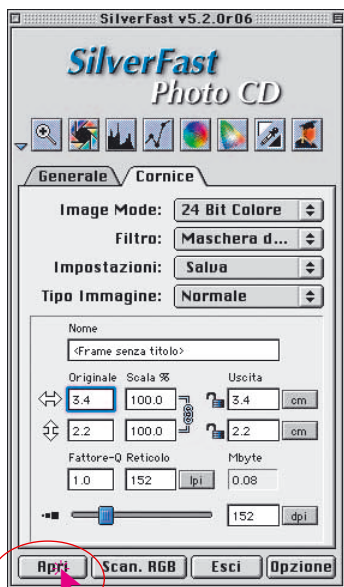 SilverFast v5.2.0r06
SilverFast
Photo CD
Generale Cornice
Image Mode: 24 Bit Colore
Filtro: Maschera d...
Impostazioni: Salva
Tipo Immagine: Normale
Nome
<Frame senza titolo>
Originale Scala % Uscita
3.4 100.0 3.4 cm
2.2 100.0 2.2 cm
Fattore-Q Reticolo Mbyte
1.0 152 lpi 0.08
152 dpi
Apri Scan. RGB Esci Opzione